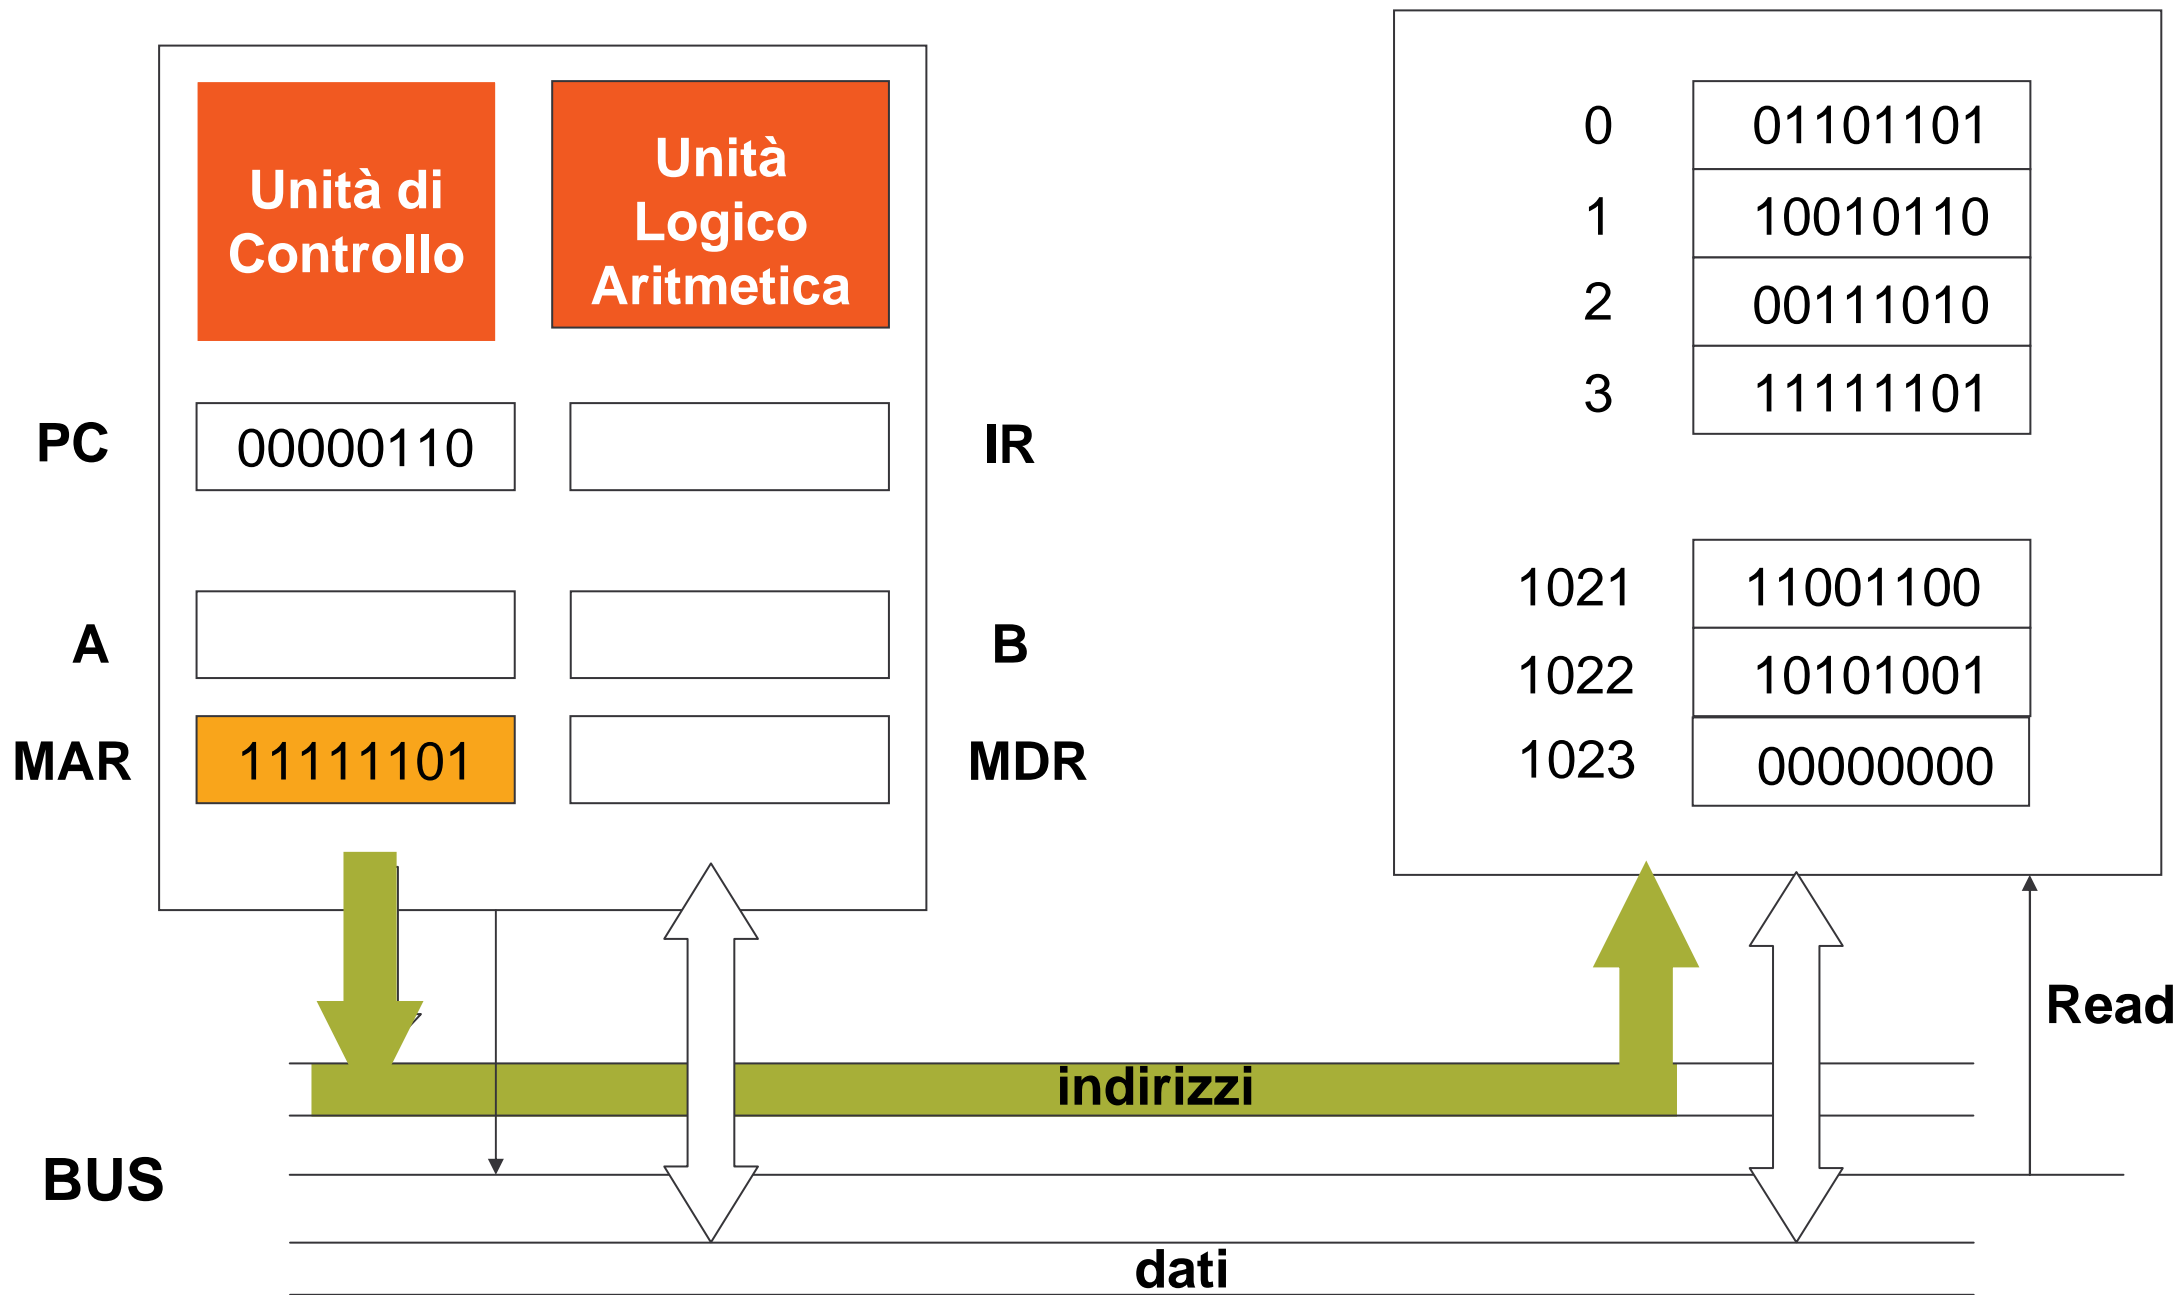 Unità di
Controllo
Unità
Logico
Aritmetica
PC
00000110
IR
A
B
MAR
11111101
MDR
0
01101101
1
10010110
2
00111010
3
11111101
1021
11001100
1022
10101001
1023
00000000
Read
indirizzi
BUS
dati